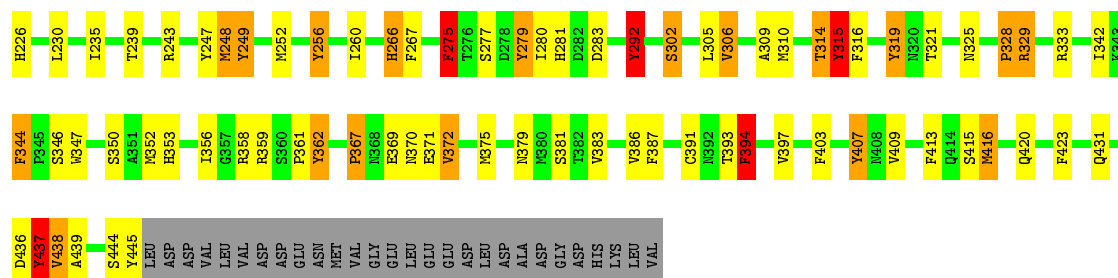 H226 L230 I235 T239 R243 Y247 M248 Y249 M252 Y256 I260 H266 F267 F275 T276 S277 D278 Y279 I280 H281 D282 D283 Y292 S302 L305 V306 A309 M310 T314 Y315 F316 Y319 N320 T321 N325 P328 R329 R333 I342 K343
F344 P345 S346 W347 S350 A351 M352 H353 I356 G357 R358 R359 S360 P361 Y362 P367 N368 E369 N370 E371 V372 M375 N379 M380 S381 T382 V383 V386 F387 C391 N392 T393 F394 V397 F403 Y407 N408 V409 F413 Q414 S415 M416 Q420 F423 Q431
D436 Y437 V438 A439 S444 Y445 LEU ASP ASP VAL LEU VAL ASP ASP GLU ASN MET VAL GLY GLU LEU GLU GLU ASP LEU ASP ALA ASP GLY ASP HIS LYS LEU VAL